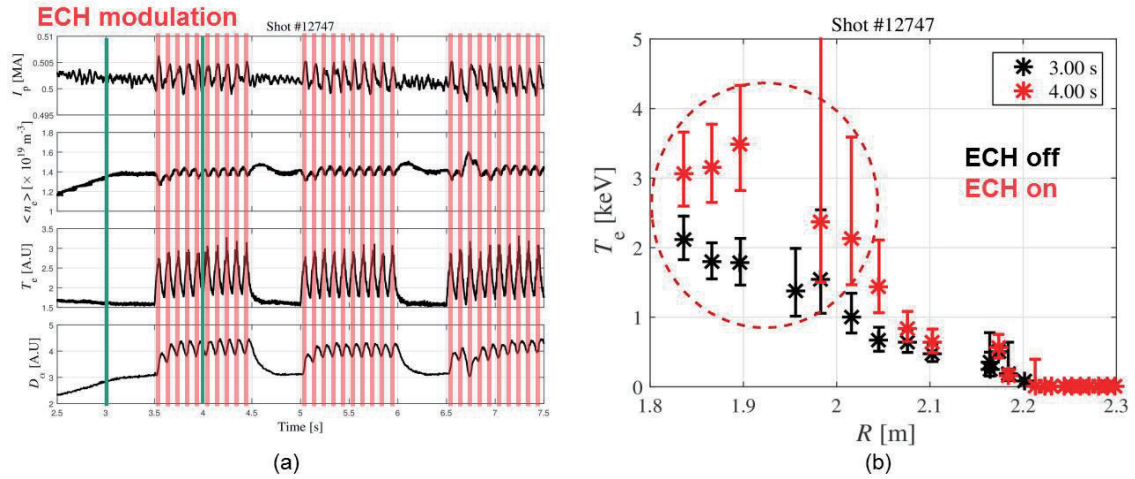 ECH modulation
Shot #12747
I_p [MA]
0.51
0.505
0.5
0.495
< n_e> [× 10^19 m^-3]
1.8
1.6
1.4
1.2
1
T_e [A.U]
3.5
3
2.5
2
1.5
D_α [A.U]
5
4
3
2
2.5 3 3.5 4 4.5 5 5.5 6 6.5 7 7.5
Time [s]
(a)
Shot #12747
T_e [keV]
5
4
3
2
1
0
3.00 s
4.00 s
ECH off
ECH on
1.8 1.9 2 2.1 2.2 2.3
R [m]
(b)